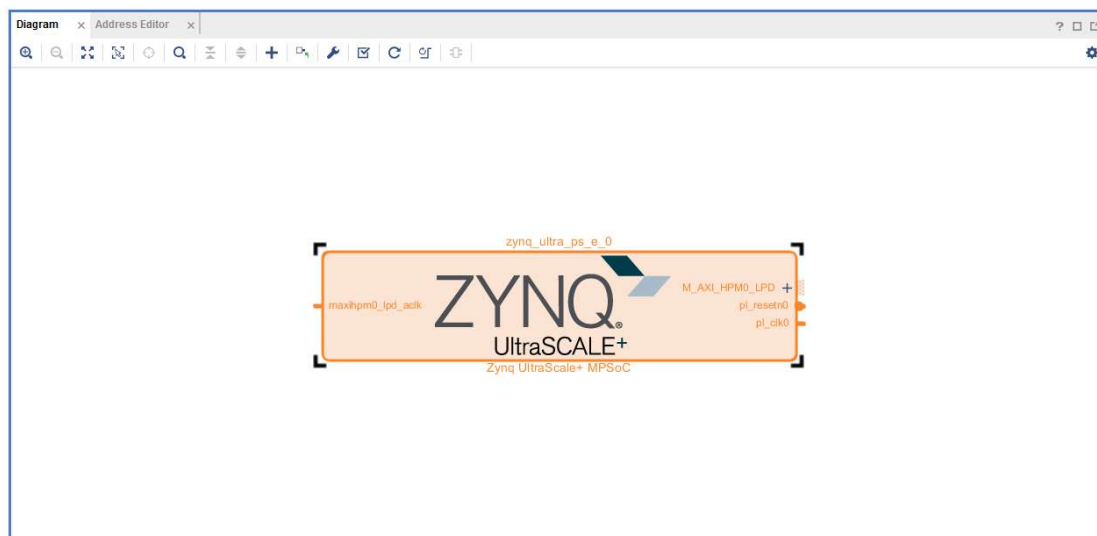 Diagram × Address Editor ×
?
zynq_ultra_ps_e_0
M_AXI_HPM0_LPD +
maxihpm0_lpd_aclk
ZYNQ®
pl_resetn0
pl_clk0
UltraSCALE+
Zynq UltraScale+ MPSoC